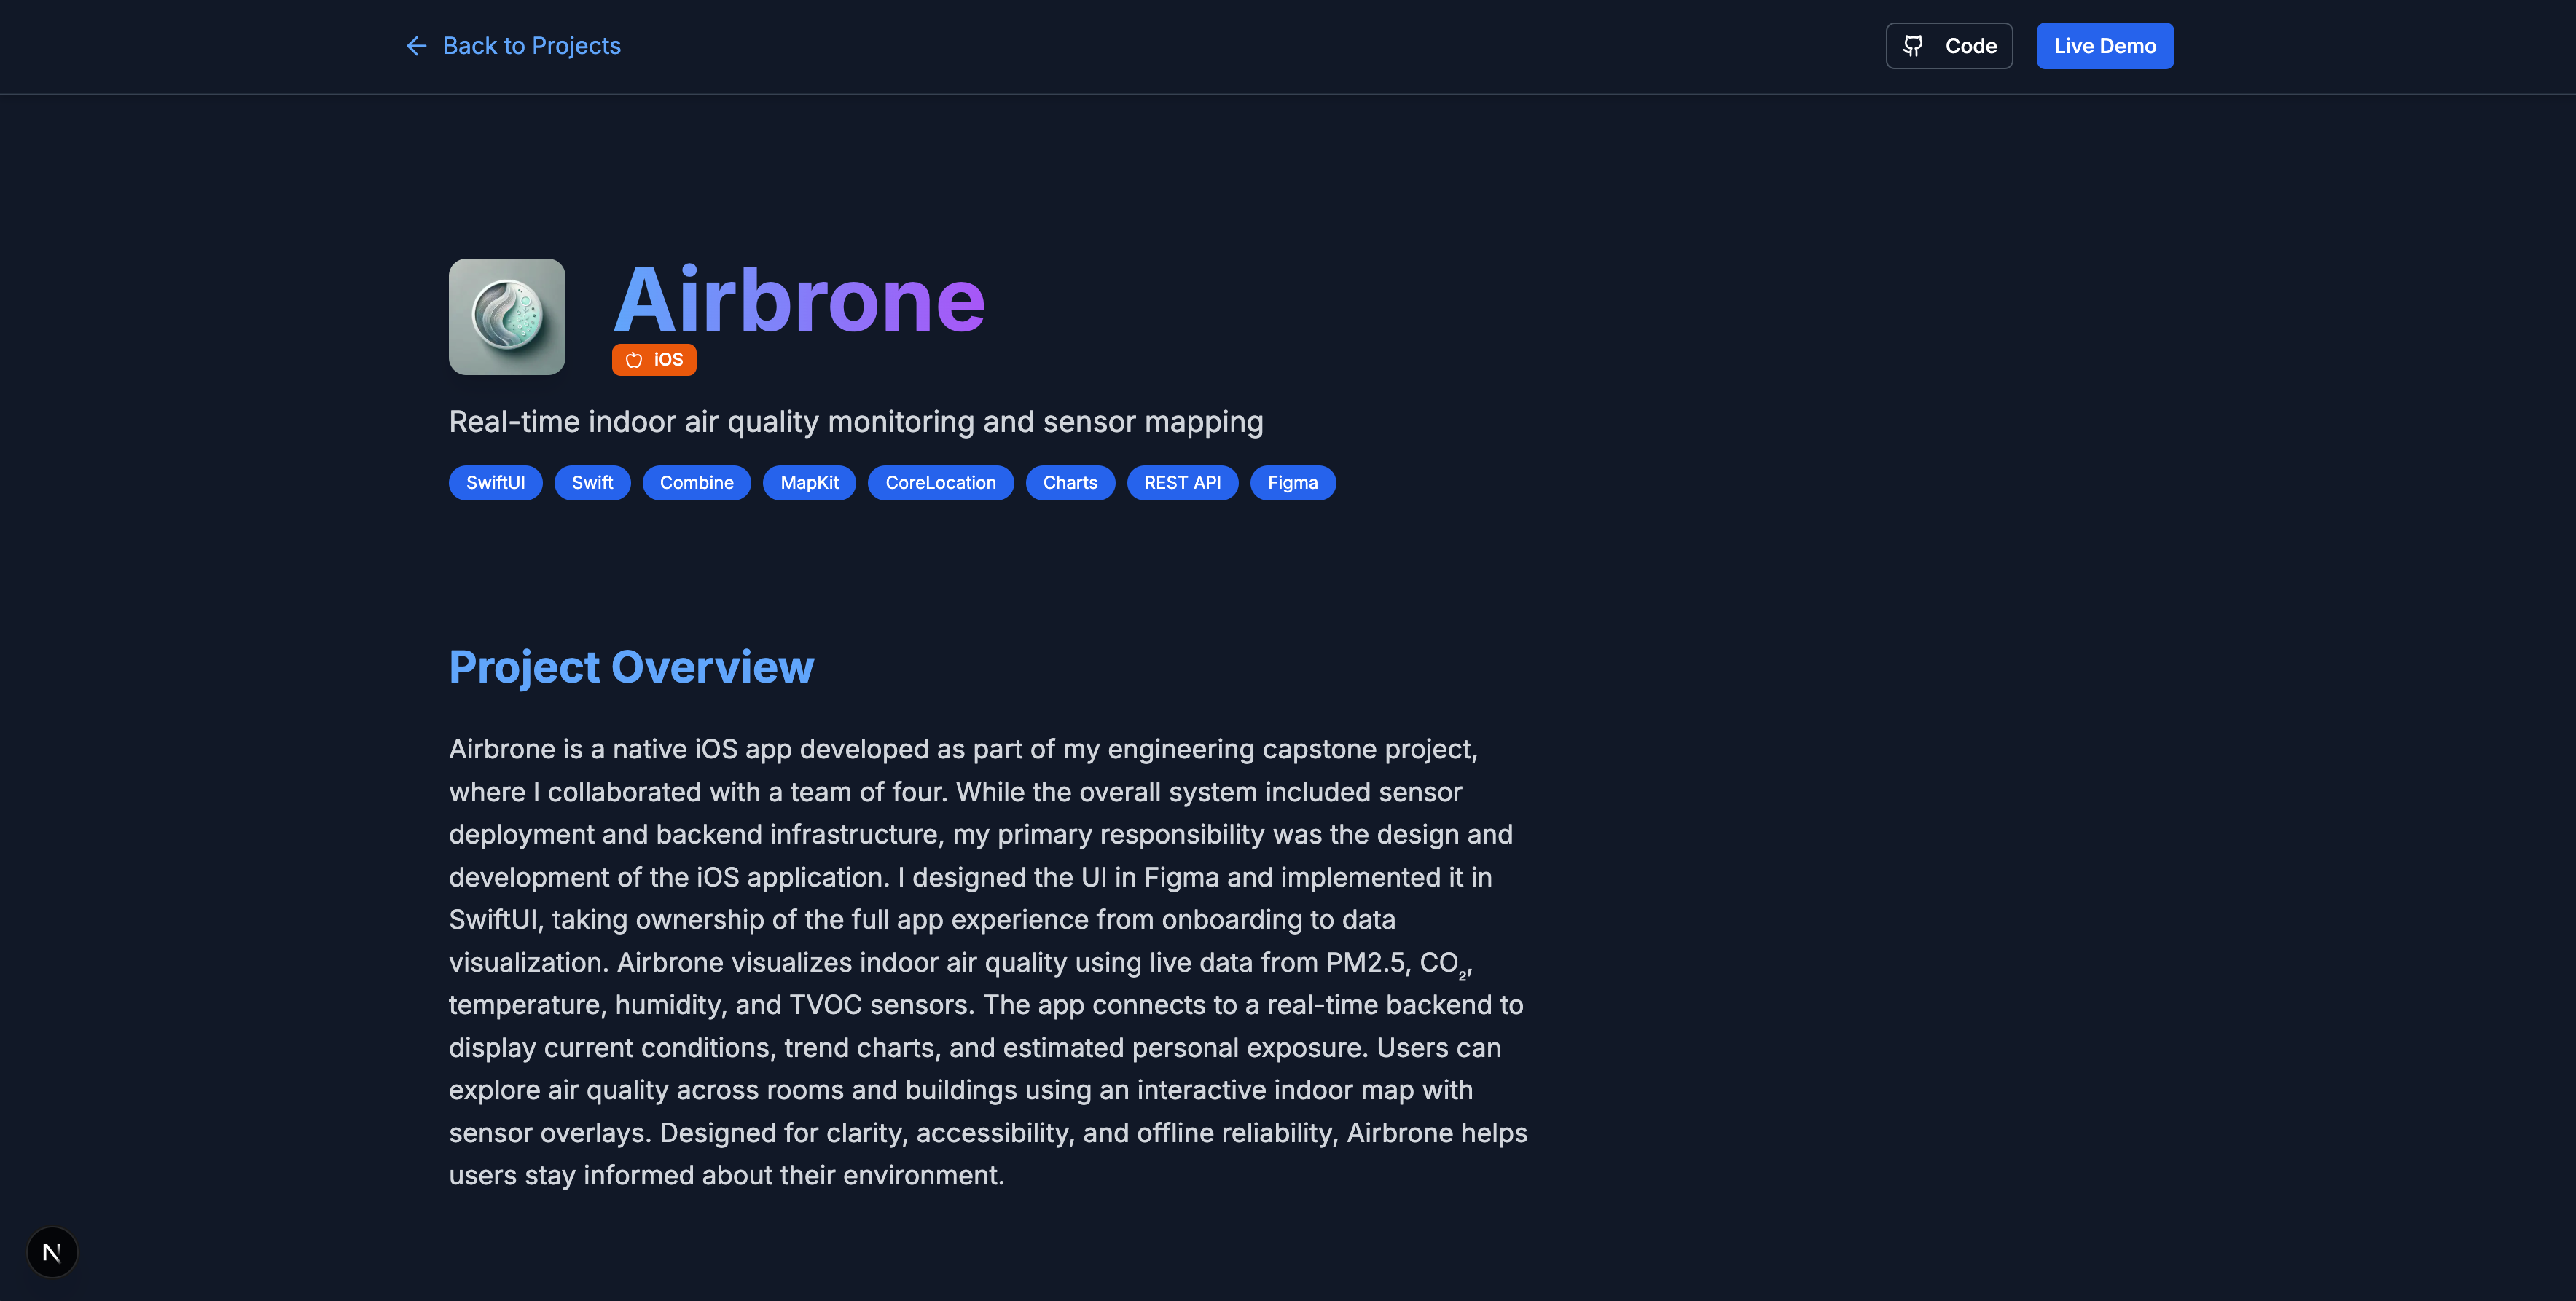 Back to Projects
Code
Live Demo
Airbrone
iOS
Real-time indoor air quality monitoring and sensor mapping
SwiftUI
Swift
Combine
MapKit
CoreLocation
Charts
REST API
Figma
Project Overview
Airbrone is a native iOS app developed as part of my engineering capstone project,
where I collaborated with a team of four. While the overall system included sensor
deployment and backend infrastructure, my primary responsibility was the design and
development of the iOS application. I designed the UI in Figma and implemented it in
SwiftUI, taking ownership of the full app experience from onboarding to data
visualization. Airbrone visualizes indoor air quality using live data from PM2.5, CO₂,
temperature, humidity, and TVOC sensors. The app connects to a real-time backend to
display current conditions, trend charts, and estimated personal exposure. Users can
explore air quality across rooms and buildings using an interactive indoor map with
sensor overlays. Designed for clarity, accessibility, and offline reliability, Airbrone helps
users stay informed about their environment.
N